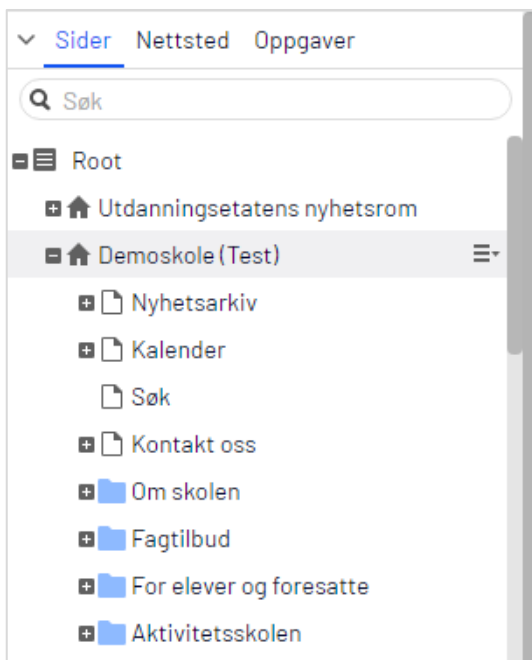 Sider Nettsted Oppgaver
Søk
Root
Utdanningsetatens nyhetsrom
Demoskole (Test)
Nyhetsarkiv
Kalender
Søk
Kontakt oss
Om skolen
Fagtilbud
For elever og foresatte
Aktivitetsskolen